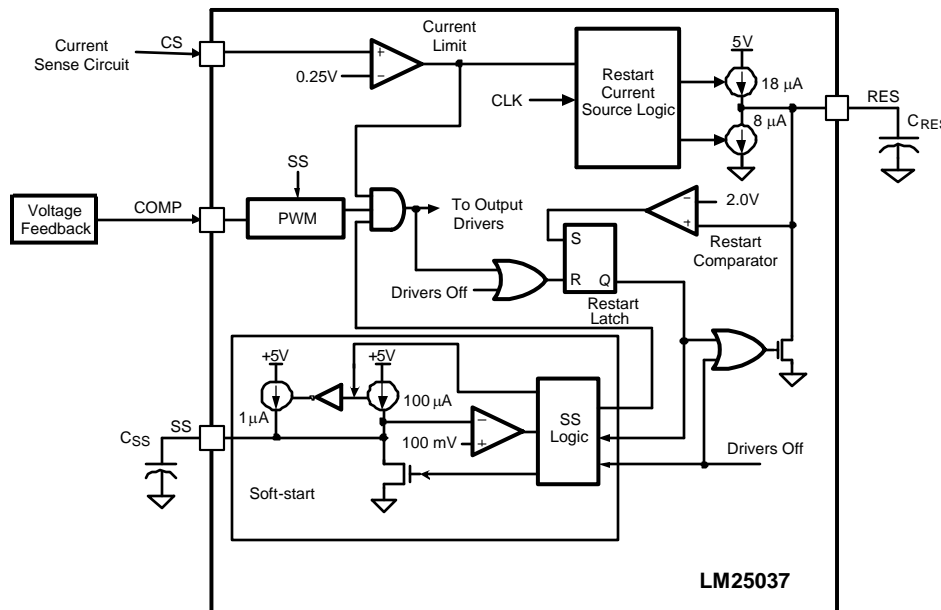 Current
Sense Circuit
CS
0.25V
+
−
Current
Limit
CLK
Restart
Current
Source Logic
5V
18 µA
8 µA
RES
CRES
SS
Voltage
Feedback
COMP
PWM
To Output
Drivers
−
+
2.0V
Restart
Comparator
S
R
Q
Restart
Latch
Drivers Off
+5V
+5V
1µA
100 µA
100 mV
−
+
SS
Logic
CSS
SS
Soft-start
Drivers Off
LM25037